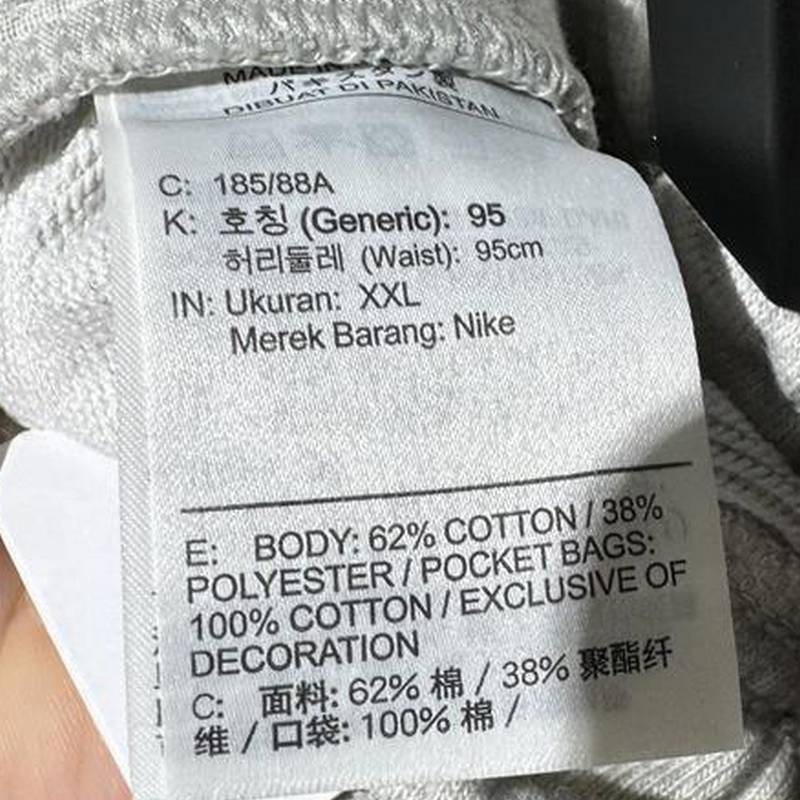 MADE IN
パキスタン製
DIBUAT DI PAKISTAN
C: 185/88A
K: 호칭 (Generic): 95
허리둘레 (Waist): 95cm
IN: Ukuran: XXL
Merek Barang: Nike
E: BODY: 62% COTTON / 38%
POLYESTER / POCKET BAGS:
100% COTTON / EXCLUSIVE OF
DECORATION
C: 面料: 62% 棉 / 38% 聚酯纤
维 / 口袋: 100% 棉 /